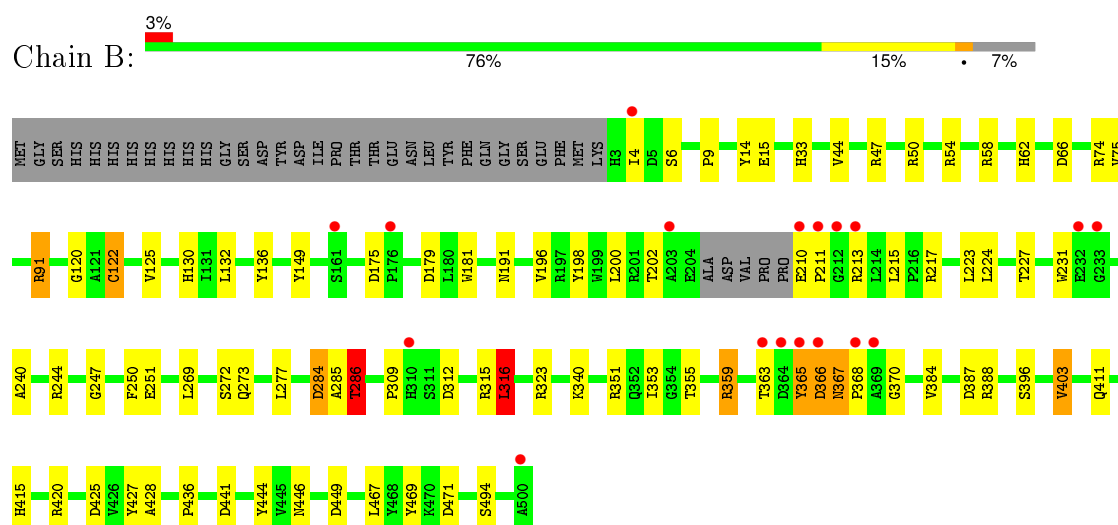 3%
Chain B:
76% 15% • 7%
MET GLY SER HIS HIS HIS HIS HIS HIS HIS HIS GLY SER ASP TYR ASP ILE PRO THR THR GLU ASN LEU TYR PHE GLN GLY SER GLU PHE MET LYS H3 I4 D5 S6 P9 Y14 E15 H33 V44 R47 R50 R54 R58 H62 D66 R74 V75
R91 G120 A121 C122 V125 H130 I131 L132 Y136 Y149 S161 D175 P176 D179 L180 W181 N191 V196 R197 Y198 W199 L200 R201 T202 A203 E204 ALA ASP VAL PRO PRO E210 P211 G212 R213 L214 L215 P216 R217 L223 L224 T227 W231 E232 G233
A240 R244 G247 F250 E251 L269 S272 Q273 L277 D284 A285 T286 P309 H310 S311 D312 R315 L316 R323 K340 R351 Q352 I353 G354 T355 R359 T363 D364 Y365 D366 N367 P368 A369 G370 V384 D387 R388 S396 V403 Q411
H415 R420 D425 V426 Y427 A428 P436 D441 Y444 V445 N446 D449 L467 Y468 Y469 K470 D471 S494 A500